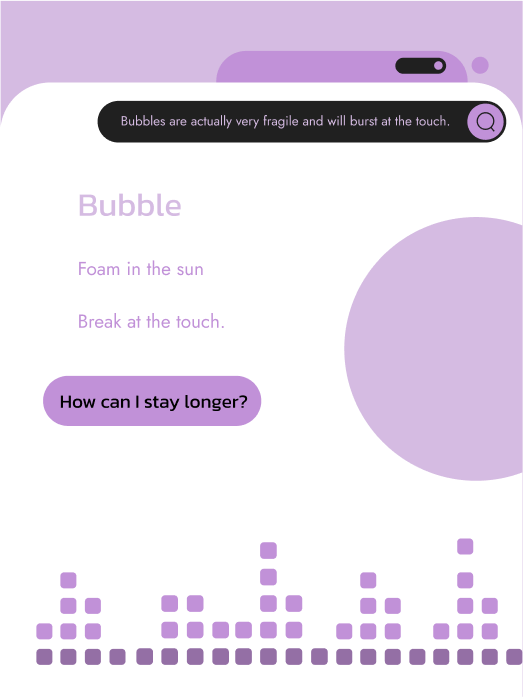 Bubbles are actually very fragile and will burst at the touch.
Bubble
Foam in the sun
Break at the touch.
How can I stay longer?